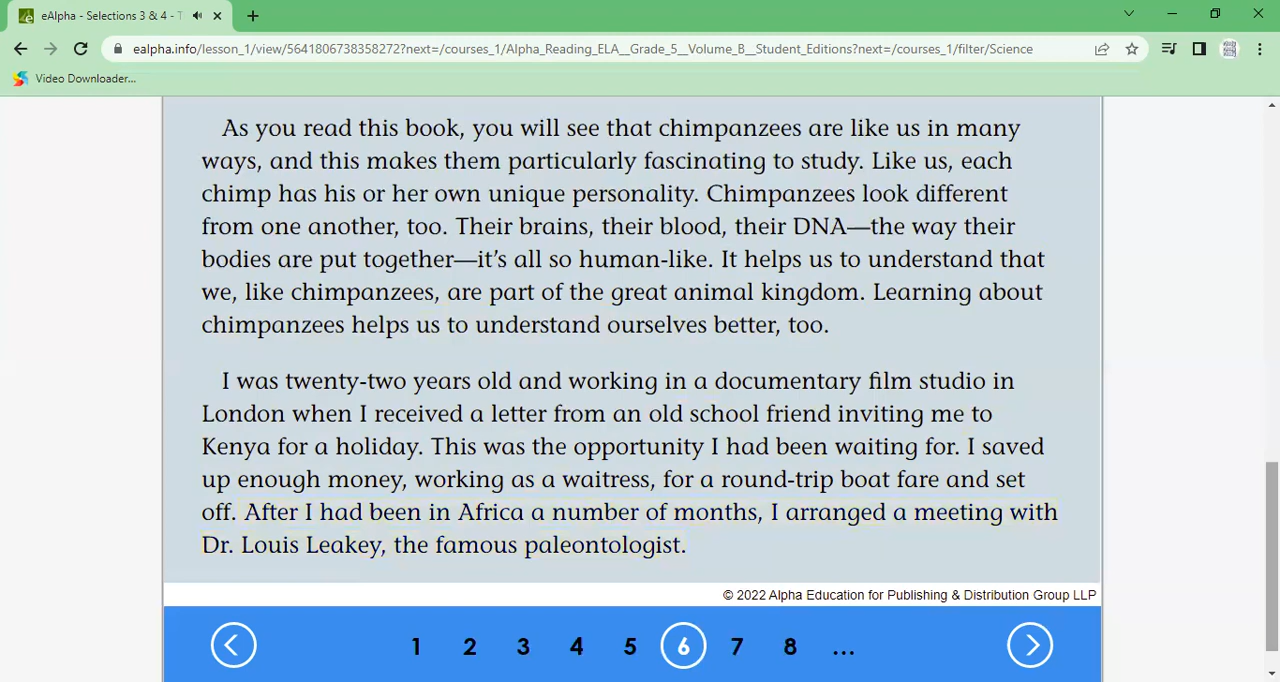 eAlpha - Selections 3 & 4 - T
ealpha.info/lesson_1/view/5641806738358272?next=/courses_1/Alpha_Reading_ELA__Grade_5__Volume_B__Student_Editions?next=/courses_1/filter/Science
Video Downloader...
As you read this book, you will see that chimpanzees are like us in many
ways, and this makes them particularly fascinating to study. Like us, each
chimp has his or her own unique personality. Chimpanzees look different
from one another, too. Their brains, their blood, their DNA—the way their
bodies are put together—it's all so human-like. It helps us to understand that
we, like chimpanzees, are part of the great animal kingdom. Learning about
chimpanzees helps us to understand ourselves better, too.
I was twenty-two years old and working in a documentary film studio in
London when I received a letter from an old school friend inviting me to
Kenya for a holiday. This was the opportunity I had been waiting for. I saved
up enough money, working as a waitress, for a round-trip boat fare and set
off. After I had been in Africa a number of months, I arranged a meeting with
Dr. Louis Leakey, the famous paleontologist.
© 2022 Alpha Education for Publishing & Distribution Group LLP
1 2 3 4 5 6 7 8 ...